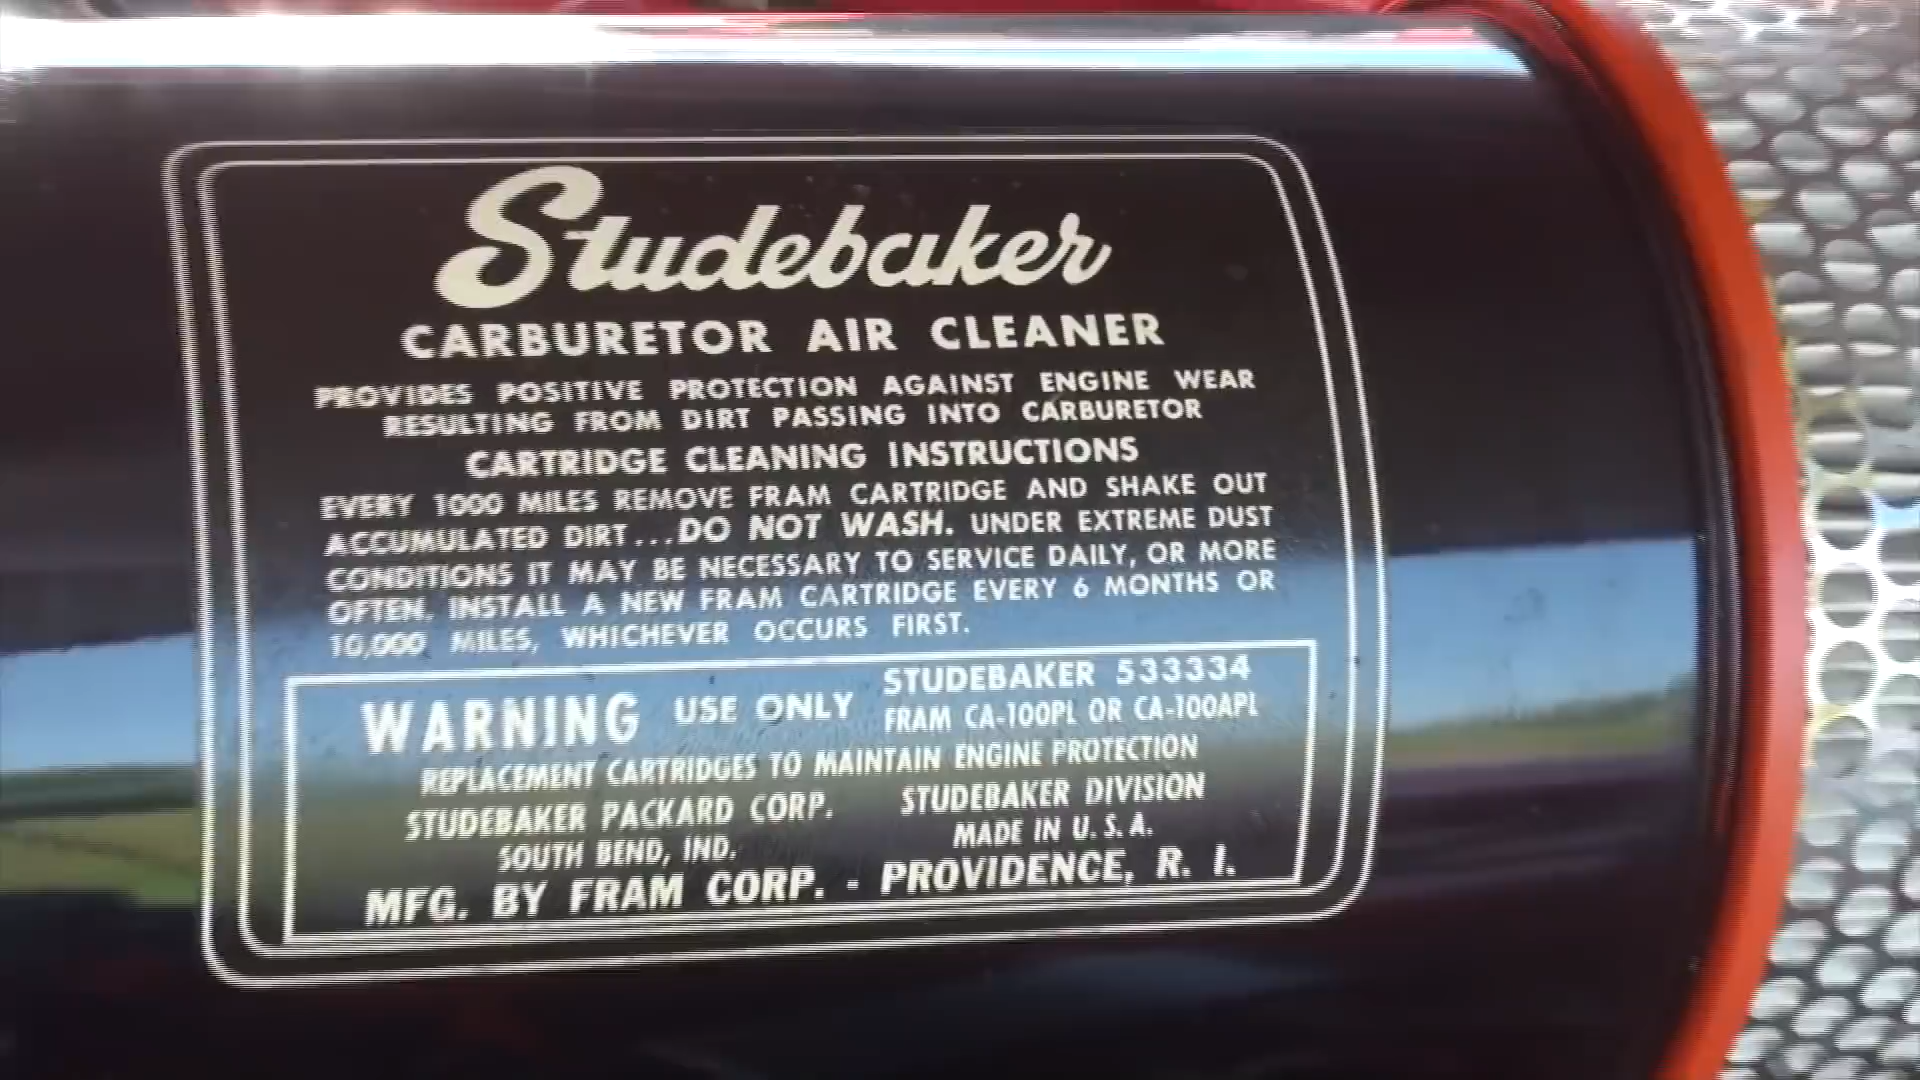 Studebaker
CARBURETOR AIR CLEANER
PROVIDES POSITIVE PROTECTION AGAINST ENGINE WEAR
RESULTING FROM DIRT PASSING INTO CARBURETOR
CARTRIDGE CLEANING INSTRUCTIONS
EVERY 1000 MILES REMOVE FRAM CARTRIDGE AND SHAKE OUT
ACCUMULATED DIRT...DO NOT WASH. UNDER EXTREME DUST
CONDITIONS IT MAY BE NECESSARY TO SERVICE DAILY, OR MORE
OFTEN. INSTALL A NEW FRAM CARTRIDGE EVERY 6 MONTHS OR
10,000 MILES, WHICHEVER OCCURS FIRST.
WARNING USE ONLY STUDEBAKER 533334
FRAM CA-100PL OR CA-100APL
REPLACEMENT CARTRIDGES TO MAINTAIN ENGINE PROTECTION
STUDEBAKER PACKARD CORP. STUDEBAKER DIVISION
SOUTH BEND, IND. MADE IN U.S.A.
MFG. BY FRAM CORP. - PROVIDENCE, R. I.